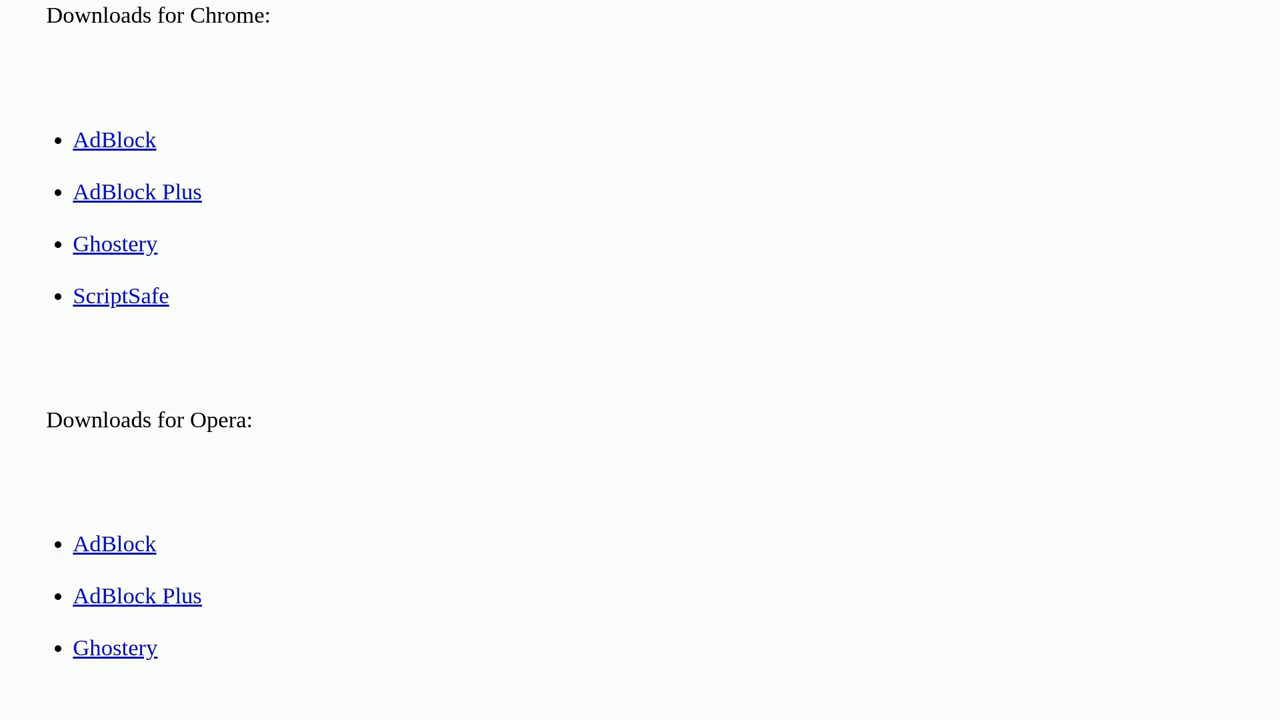 Downloads for Chrome:
• AdBlock
• AdBlock Plus
• Ghostery
• ScriptSafe
Downloads for Opera:
• AdBlock
• AdBlock Plus
• Ghostery